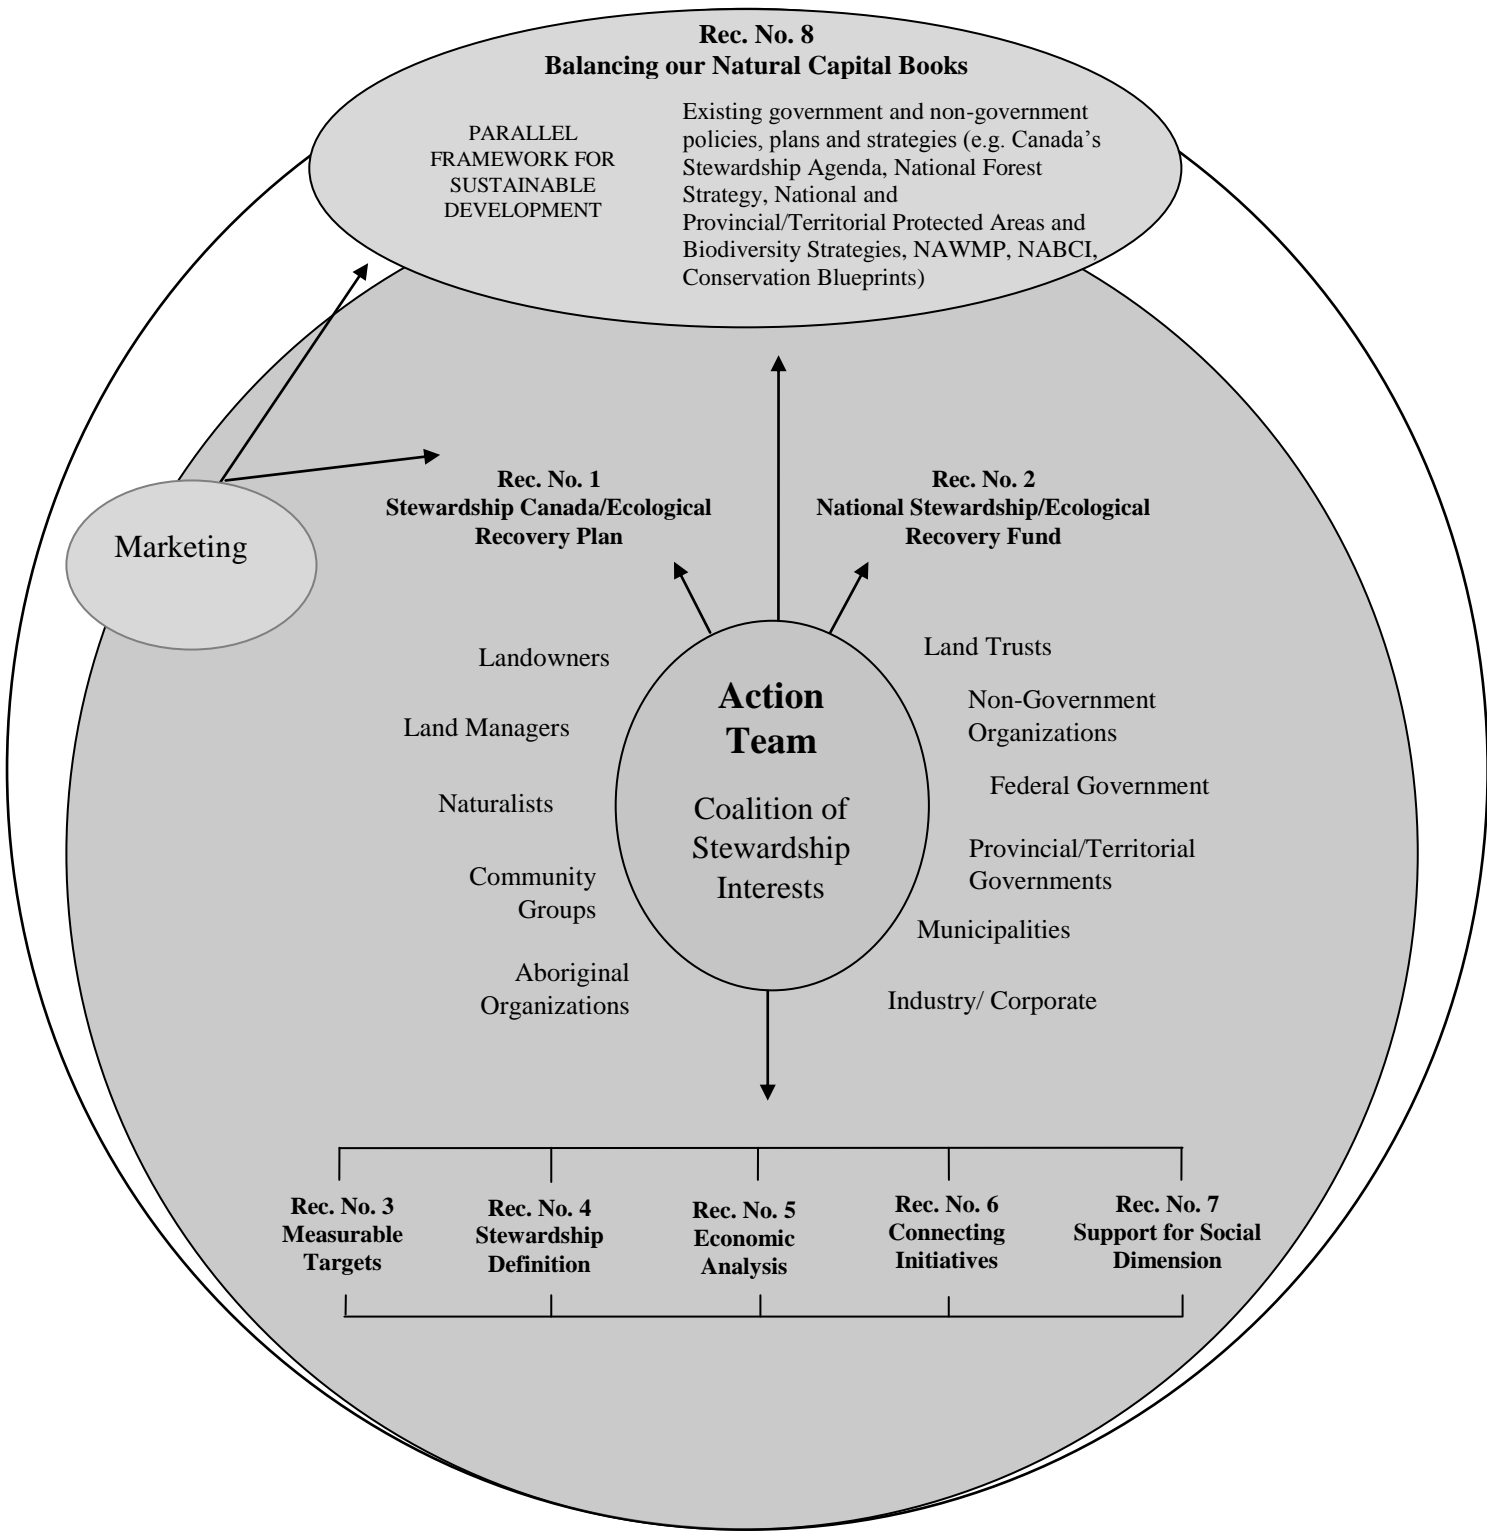 Rec. No. 8
Balancing our Natural Capital Books
PARALLEL
FRAMEWORK FOR
SUSTAINABLE
DEVELOPMENT
Existing government and non-government
policies, plans and strategies (e.g. Canada’s
Stewardship Agenda, National Forest
Strategy, National and
Provincial/Territorial Protected Areas and
Biodiversity Strategies, NAWMP, NABCI,
Conservation Blueprints)
Marketing
Rec. No. 1
Stewardship Canada/Ecological
Recovery Plan
Rec. No. 2
National Stewardship/Ecological
Recovery Fund
Landowners
Land Managers
Naturalists
Community
Groups
Aboriginal
Organizations
Action
Team
Coalition of
Stewardship
Interests
Land Trusts
Non-Government
Organizations
Federal Government
Provincial/Territorial
Governments
Municipalities
Industry/ Corporate
Rec. No. 3
Measurable
Targets
Rec. No. 4
Stewardship
Definition
Rec. No. 5
Economic
Analysis
Rec. No. 6
Connecting
Initiatives
Rec. No. 7
Support for Social
Dimension